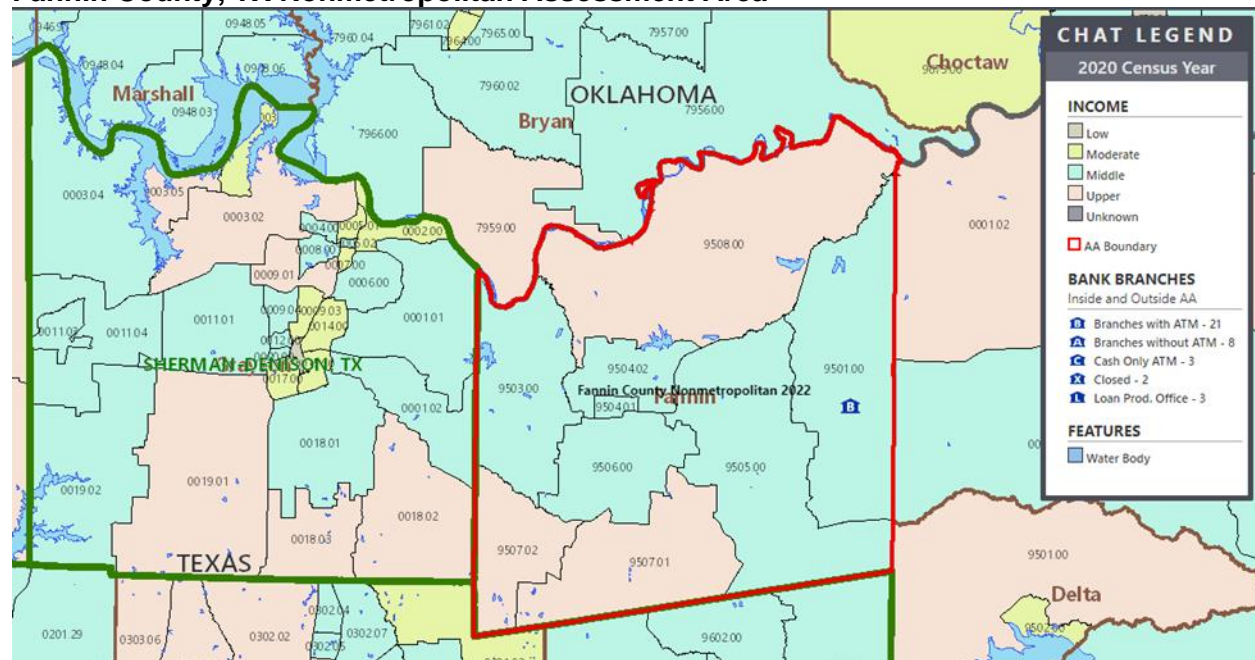 Fannin County, TX Nonmetropolitan Assessment Area
CHAT LEGEND
2020 Census Year
INCOME
Low
Moderate
Middle
Upper
Unknown
AA Boundary
BANK BRANCHES
Inside and Outside AA
B Branches with ATM - 21
A Branches without ATM - 8
C Cash Only ATM - 3
X Closed - 2
L Loan Prod. Office - 3
FEATURES
Water Body
0948.05
7961.02
7965.00
7957.00
7964.00
7960.04
0948.04
0948.06
Choctaw
Marshall
7960.02
OKLAHOMA
0948.03
7956.00
Bryan
7966.00
0003.04
0003.05
0003.02
0002.00
7959.00
9508.00
0001.02
0008.00
0009.01
0006.00
0009.03
0011.01
0014.00
0001.01
0011.04
SHERMAN-DENISON, TX
0017.00
9504.02
9501.00
9503.00
Fannin County Nonmetropolitan 2022
Fannin
9504.01
B
0001.02
0018.01
9506.00
9505.00
0019.02
0019.01
0018.02
0018.03
9507.02
9507.01
9501.00
TEXAS
Delta
0302.04
0201.29
0303.06
0302.02
0302.07
0302.05
9602.00